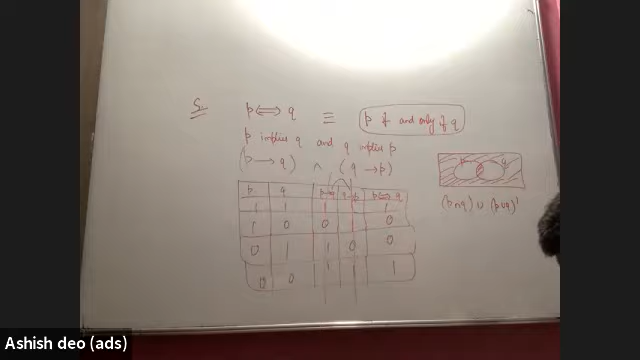 5.
p ⟺ q ≡ p if and only if q
p implies q and q implies p
(p → q) ∧ (q → p)
p q p→q q→p p⟺q
1 1 1 1 1
1 0 0 1 0
0 1 1 0 0
0 0 1 1 1
p q
(p∩q) ∪ (p∪q)'
Ashish deo (ads)